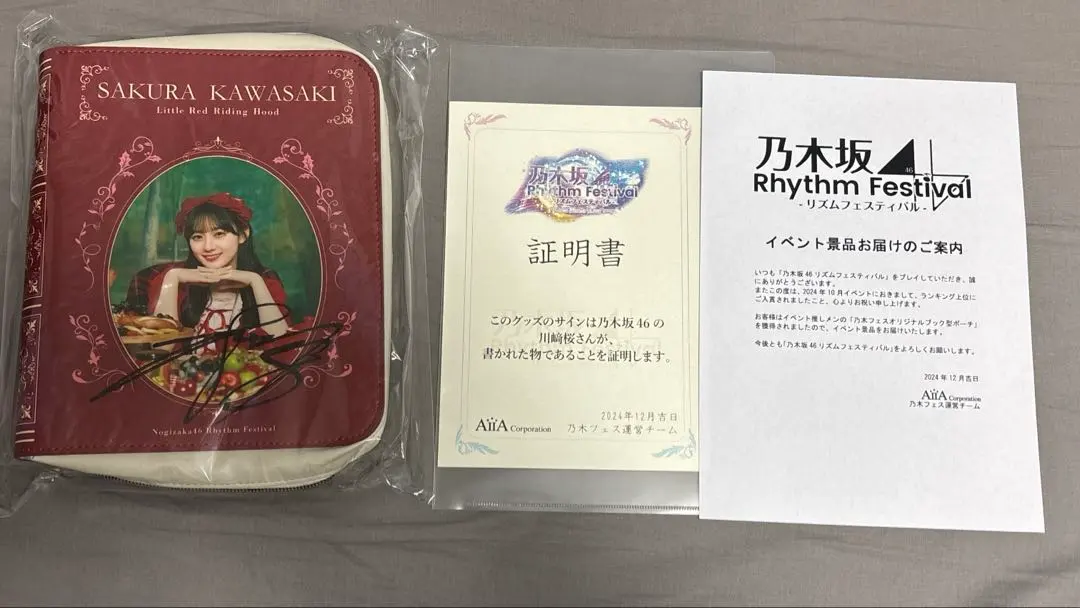 SAKURA KAWASAKI
Little Red Riding Hood
Nogizaka46 Rhythm Festival
乃木坂46
Rhythm Festival
-リズムフェスティバル-
証明書
このグッズのサインは乃木坂46の
川﨑桜さんが、
書かれた物であることを証明します。
2024年12月吉日
AiiA Corporation 乃木フェス運営チーム
乃木坂46
Rhythm Festival
-リズムフェスティバル-
イベント景品お届けのご案内
いつも「乃木坂46リズムフェスティバル」をプレイしていただき、誠
にありがとうございます。
またこの度は、2024年10月イベントにおきまして、ランキング上位に
ご入賞されましたこと、心よりお祝い申し上げます。
お客様はイベント推しメンの「乃木フェスオリジナルブック型ポーチ」
を獲得されましたので、イベント景品をお届けいたします。
今後とも「乃木坂46リズムフェスティバル」をよろしくお願いします。
2024年12月吉日
AiiA Corporation
乃木フェス運営チーム